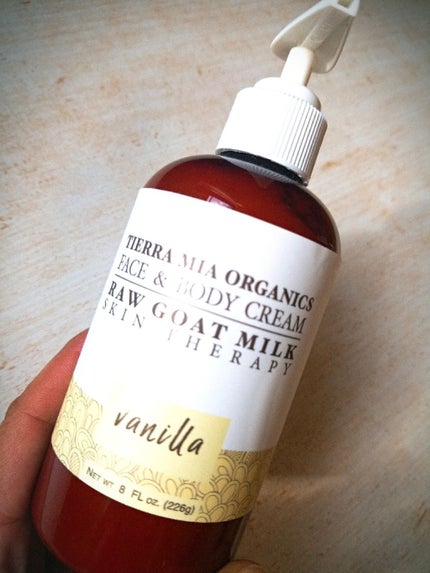 TIERRA MIA ORGANICS
FACE & BODY CREAM
RAW GOAT MILK
SKIN THERAPY
vanilla
NET WT 8 FL OZ. (226g)